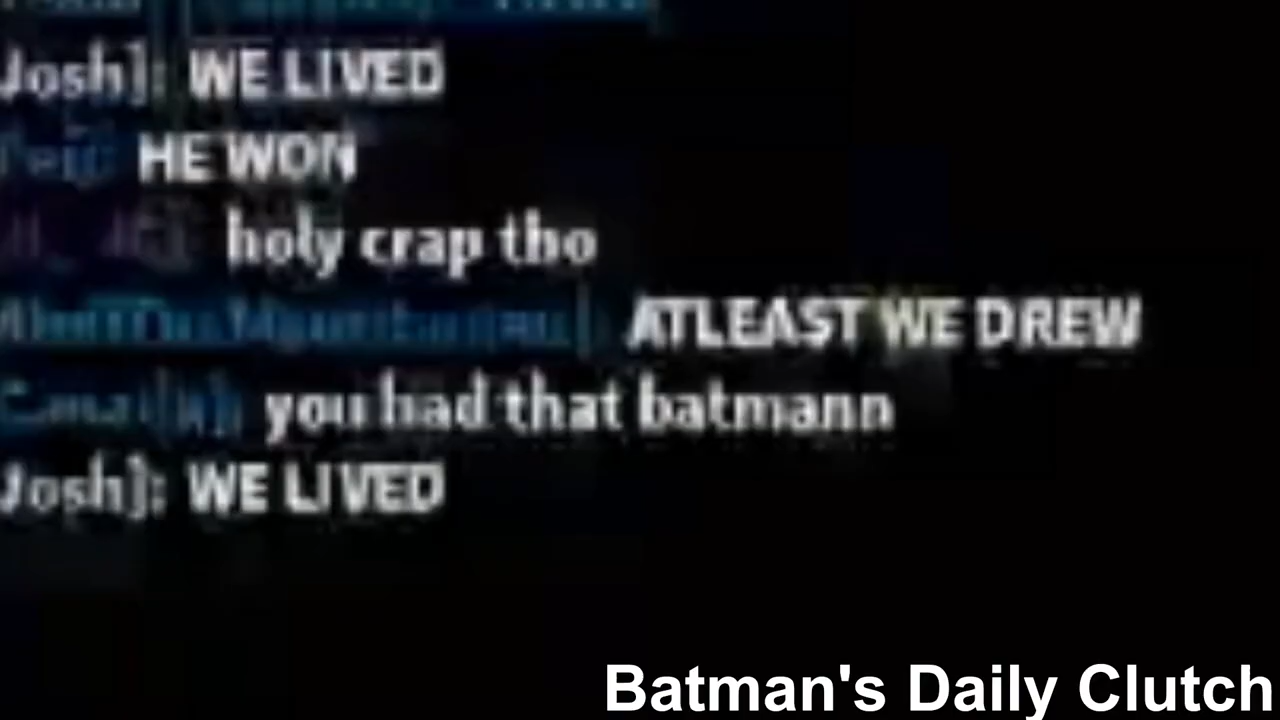 Josh]: WE LIVED
HE WON
holy crap tho
ATLEAST WE DREW
you had that batmann
Josh]: WE LIVED
Batman's Daily Clutch